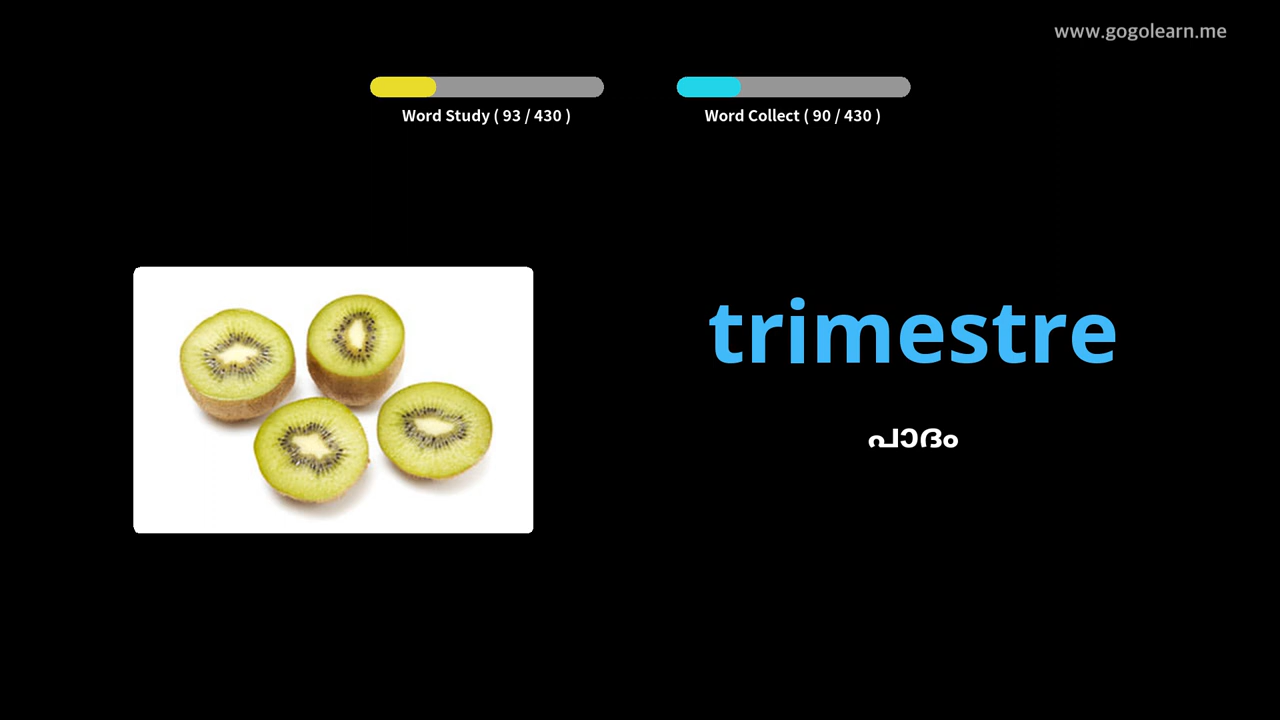 www.gogolearn.me
Word Study ( 93 / 430 )
Word Collect ( 90 / 430 )
trimestre
പാദം